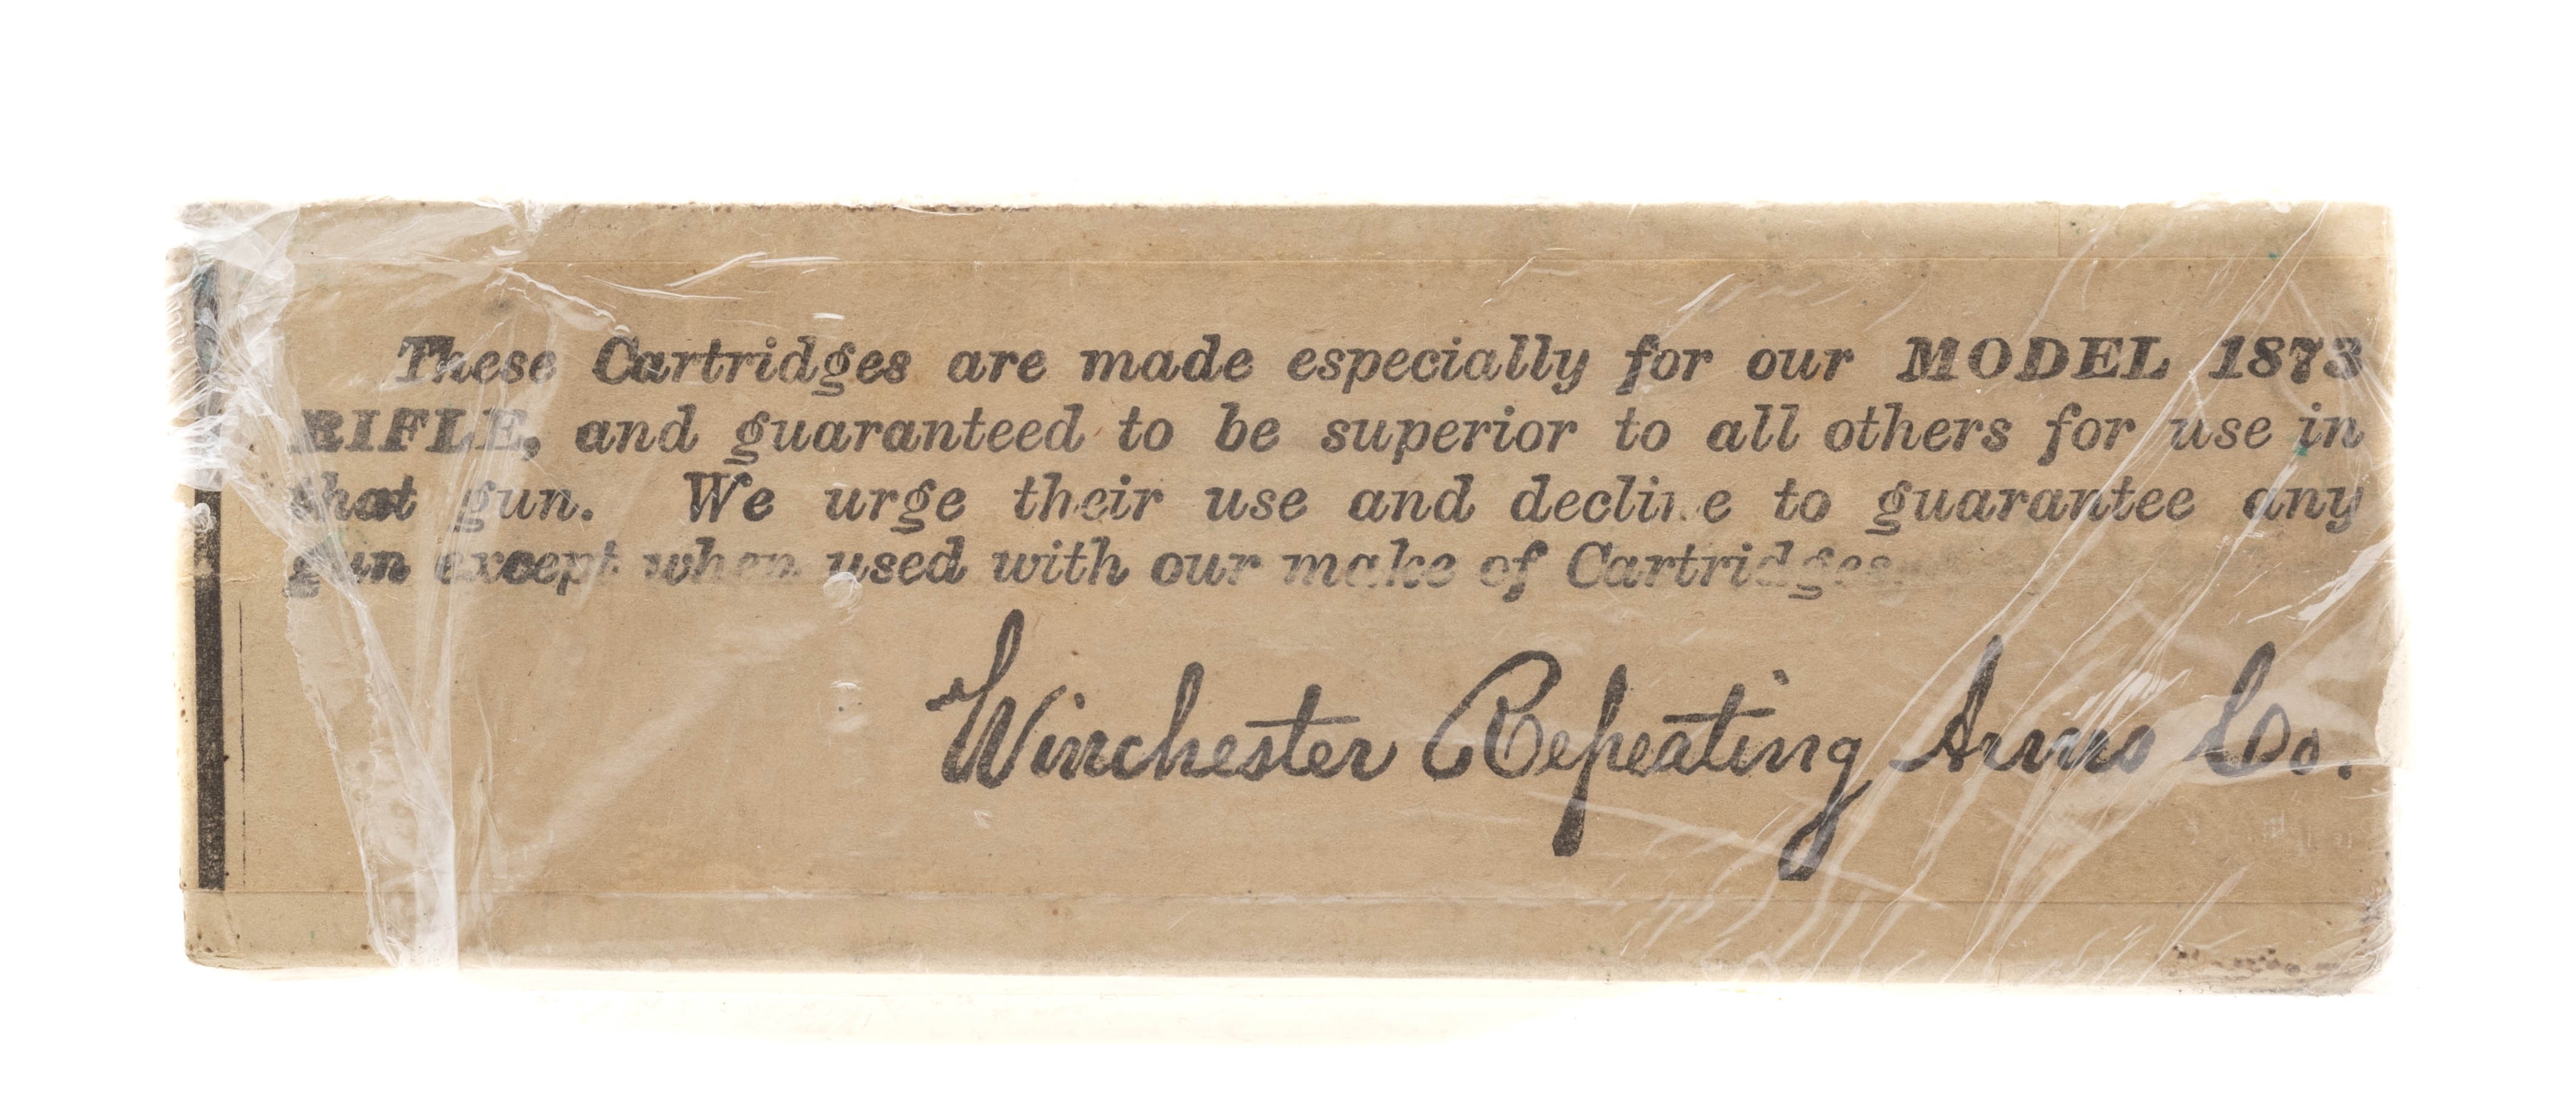 These Cartridges are made especially for our MODEL 1873
RIFLE, and guaranteed to be superior to all others for use in
that gun. We urge their use and decline to guarantee any
gun except when used with our make of Cartridges.
Winchester Repeating Arms Co.